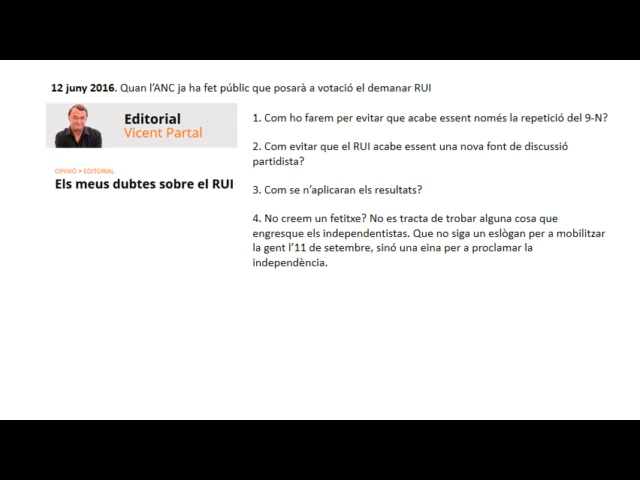 12 juny 2016. Quan l'ANC ja ha fet públic que posarà a votació el demanar RUI
Editorial
Vicent Partal
OPINIÓ > EDITORIAL
Els meus dubtes sobre el RUI
1. Com ho farem per evitar que acabe essent només la repetició del 9-N?
2. Com evitar que el RUI acabe essent una nova font de discussió
partidista?
3. Com se n'aplicaran els resultats?
4. No creem un fetitxe? No es tracta de trobar alguna cosa que
engresque els independentistas. Que no siga un eslògan per a mobilitzar
la gent l'11 de setembre, sinó una eina per a proclamar la
independència.